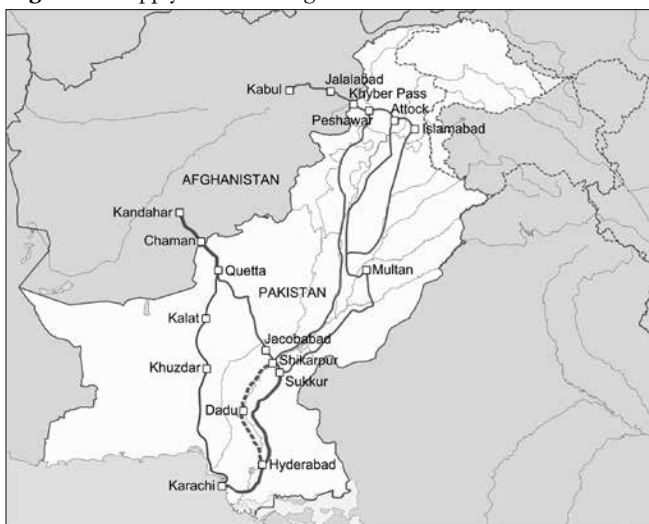 Kabul
Jalalabad
Khyber Pass
Attock
Peshawar
Islamabad
AFGHANISTAN
Kandahar
Chaman
Quetta
Multan
PAKISTAN
Kalat
Jacobabad
Shikarpur
Khuzdar
Sukkur
Dadu
Hyderabad
Karachi